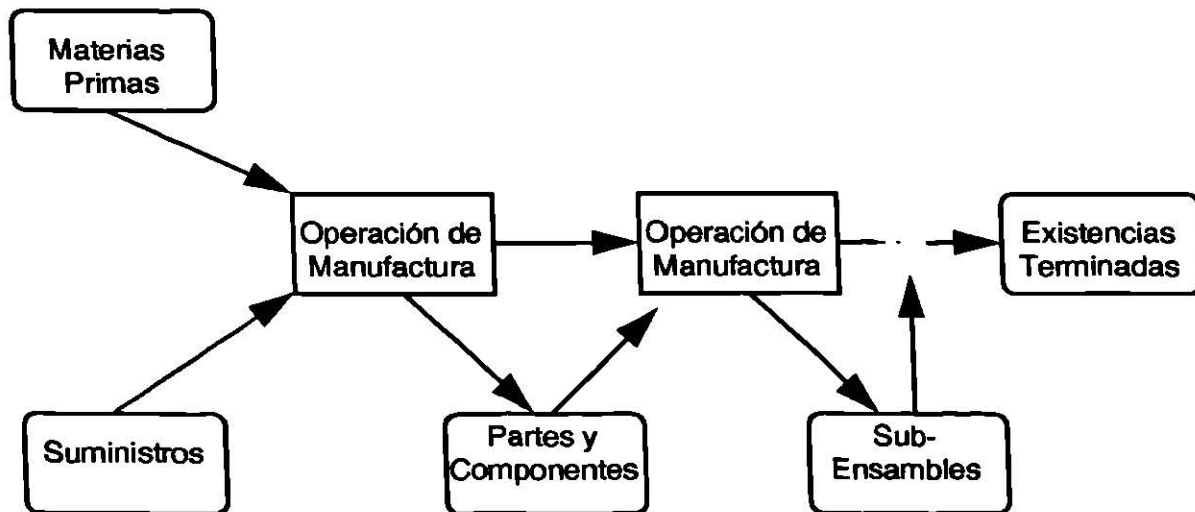 Materias
Primas
Operación de
Manufactura
Operación de
Manufactura
Existencias
Terminadas
Suministros
Partes y
Componentes
Sub-
Ensambles